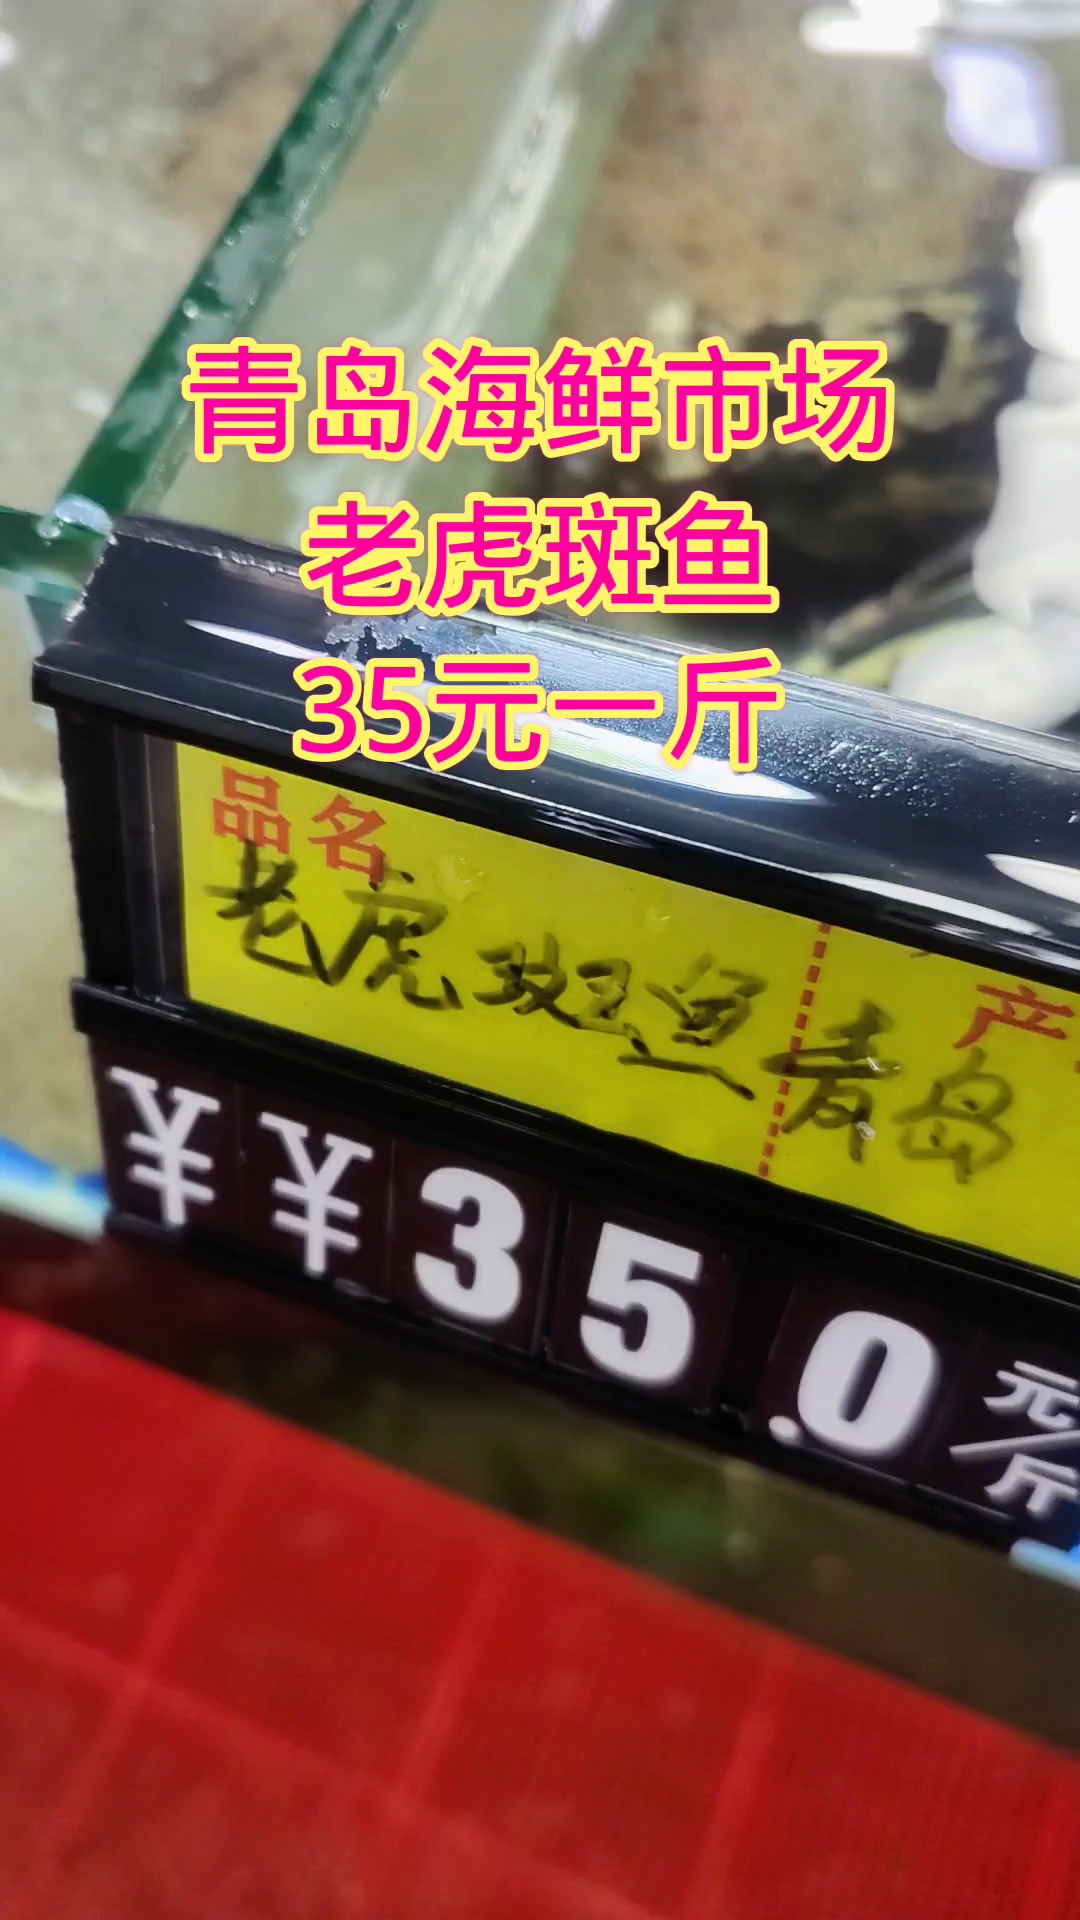 青岛海鲜市场
老虎斑鱼
35元一斤
品名
产
老虎斑鱼 青岛
¥¥35.0元/斤